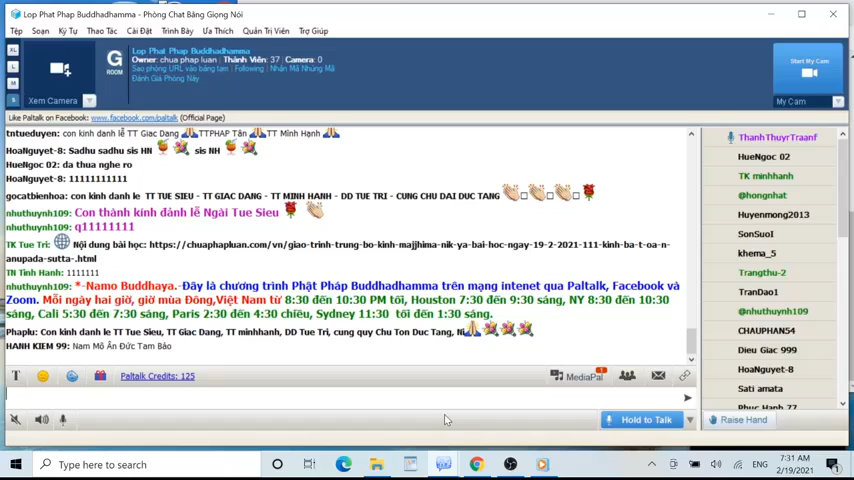 Lop Phat Phap Buddhadhamma - Phòng Chat Bằng Giọng Nói
Tệp Soạn Ký Tự Thao Tác Cài Đặt Trình Bày Ưa Thích Quản Trị Viên Trợ Giúp
XL
L
M
S
Xem Camera
G
ROOM
Lop Phat Phap Buddhadhamma
Owner: chua phap luan | Thành Viên: 37 | Camera: 0
Sao phỏng URL vào bảng tạm | Following | Nhận Mã Nhúng Mã
Đánh Giá Phòng Này
Start My Cam
My Cam
Like Paltalk on Facebook: www.facebook.com/paltalk (Official Page)
tntueduyen: con kinh danh lễ TT Giac Dang TTPHAP Tân TT Minh Hạnh
HoaNguyet-8: Sadhu sadhu sis HN sis NH
HueNgoc 02: da thua nghe ro
HoaNguyet-8: 11111111111
gocatbienhoa: con kinh danh le TT TUE SIEU - TT GIAC DANG - TT MINH HANH - DD TUE TRI - CUNG CHU DAI DUC TANG
nhuthuynh109: Con thành kính đảnh lễ Ngài Tue Sieu
nhuthuynh109: q11111111
TK Tue Tri: Nội dung bài học: https://chuaphapluan.com/vn/giao-trinh-trung-bo-kinh-majjhima-nik-ya-bai-hoc-ngay-19-2-2021-111-kinh-ba-t-oa-n-
anupada-sutta-.html
TN Tinh Hanh: 1111111
nhuthuynh109: *-Namo Buddhaya.-Đây là chương trình Phật Pháp Buddhadhamma trên mạng intenet qua Paltalk, Facebook và
Zoom. Mỗi ngày hai giờ, giờ mùa Đông,Việt Nam từ 8:30 đến 10:30 PM tối, Houston 7:30 đến 9:30 sáng, NY 8:30 đến 10:30
sáng, Cali 5:30 đến 7:30 sáng, Paris 2:30 đến 4:30 chiều, Sydney 11:30 tối đến 1:30 sáng.
Phaplu: Con kinh danh le TT Tue Sieu, TT Giac Dang, TT minhhanh, DD Tue Tri, cung quy Chu Ton Duc Tang, Ni
HANH KIEM 99: Nam Mô Ân Đức Tam Bảo
ThanhThuyrTraanf
HueNgoc 02
TK minhhanh
@hongnhat
Huyenmong2013
SonSuoI
khema_5
Trangthu-2
TranDao1
@nhuthuynh109
CHAUPHAN54
Dieu Giac 999
HoaNguyet-8
Sati amata
Phuc Hanh 77
T Paltalk Credits: 125 MediaPal 1
Hold to Talk Raise Hand
Type here to search
ENG
7:31 AM
2/19/2021
1